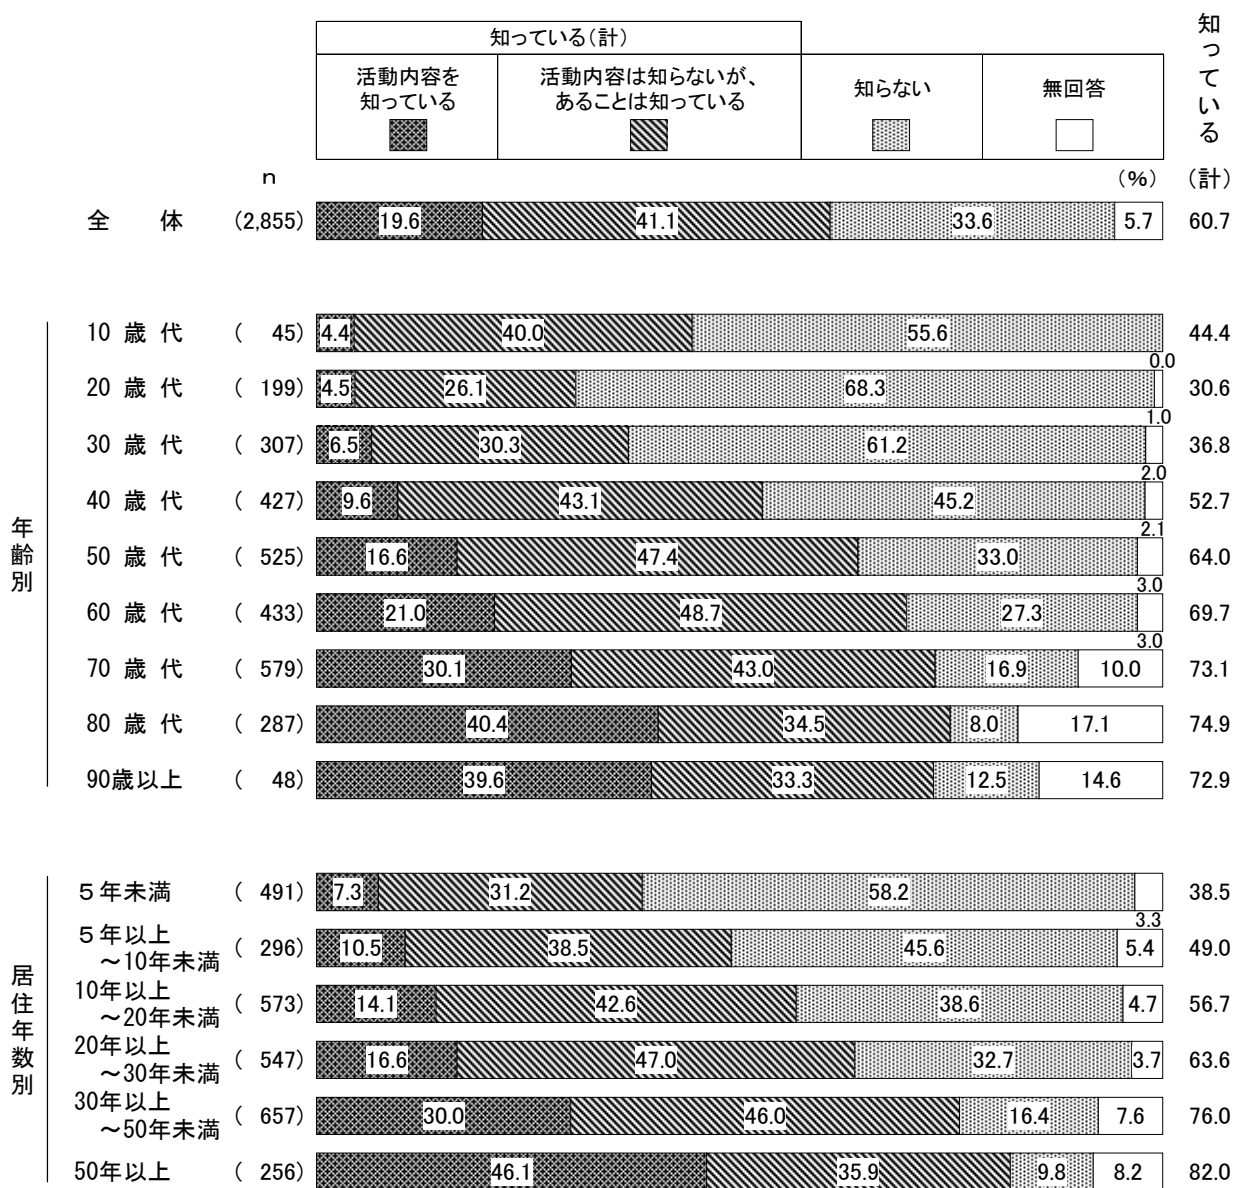 知っている(計)
知っている
活動内容を
知っている
活動内容は知らないが、
あることは知っている
知らない
無回答
n
(%)
(計)
全 体 (2,855) 19.6 41.1 33.6 5.7 60.7
年齢別
10 歳 代 ( 45) 4.4 40.0 55.6 44.4
0.0
20 歳 代 ( 199) 4.5 26.1 68.3 30.6
1.0
30 歳 代 ( 307) 6.5 30.3 61.2 36.8
2.0
40 歳 代 ( 427) 9.6 43.1 45.2 52.7
2.1
50 歳 代 ( 525) 16.6 47.4 33.0 64.0
3.0
60 歳 代 ( 433) 21.0 48.7 27.3 69.7
3.0
70 歳 代 ( 579) 30.1 43.0 16.9 10.0 73.1
80 歳 代 ( 287) 40.4 34.5 8.0 17.1 74.9
90歳以上 ( 48) 39.6 33.3 12.5 14.6 72.9
居住年数別
5年未満 ( 491) 7.3 31.2 58.2 38.5
3.3
5年以上
~10年未満 ( 296) 10.5 38.5 45.6 5.4 49.0
10年以上
~20年未満 ( 573) 14.1 42.6 38.6 4.7 56.7
20年以上
~30年未満 ( 547) 16.6 47.0 32.7 3.7 63.6
30年以上
~50年未満 ( 657) 30.0 46.0 16.4 7.6 76.0
50年以上 ( 256) 46.1 35.9 9.8 8.2 82.0